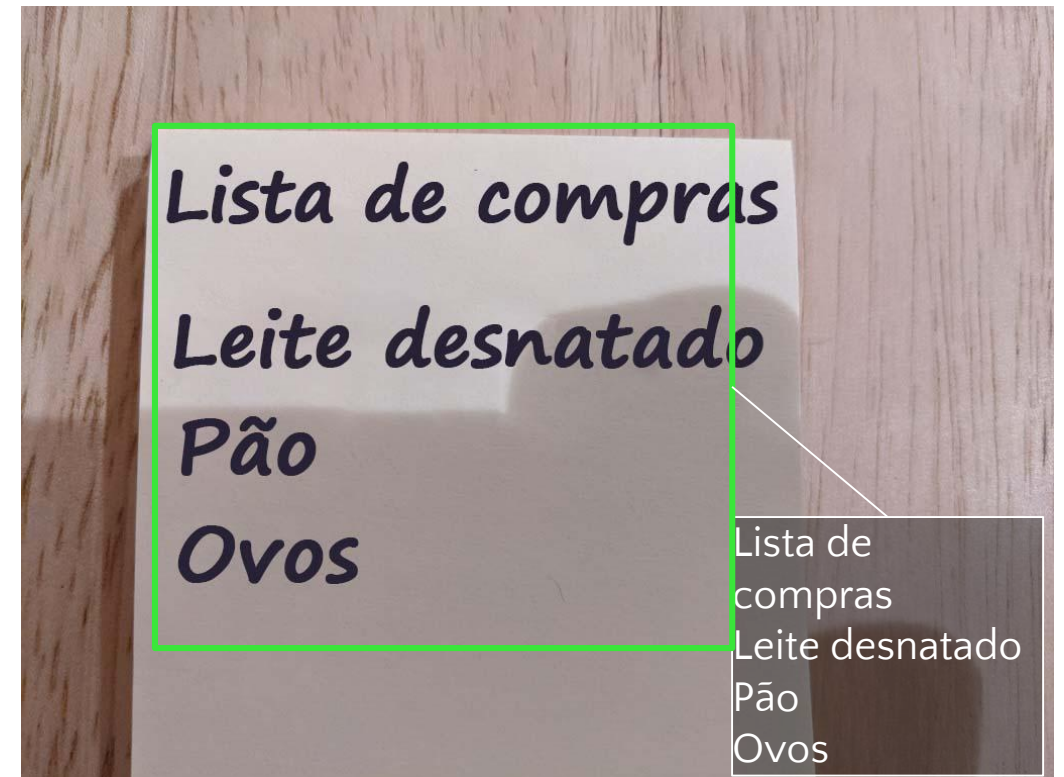 Lista de compras
Leite desnatado
Pão
Ovos
Lista de
compras
Leite desnatado
Pão
Ovos